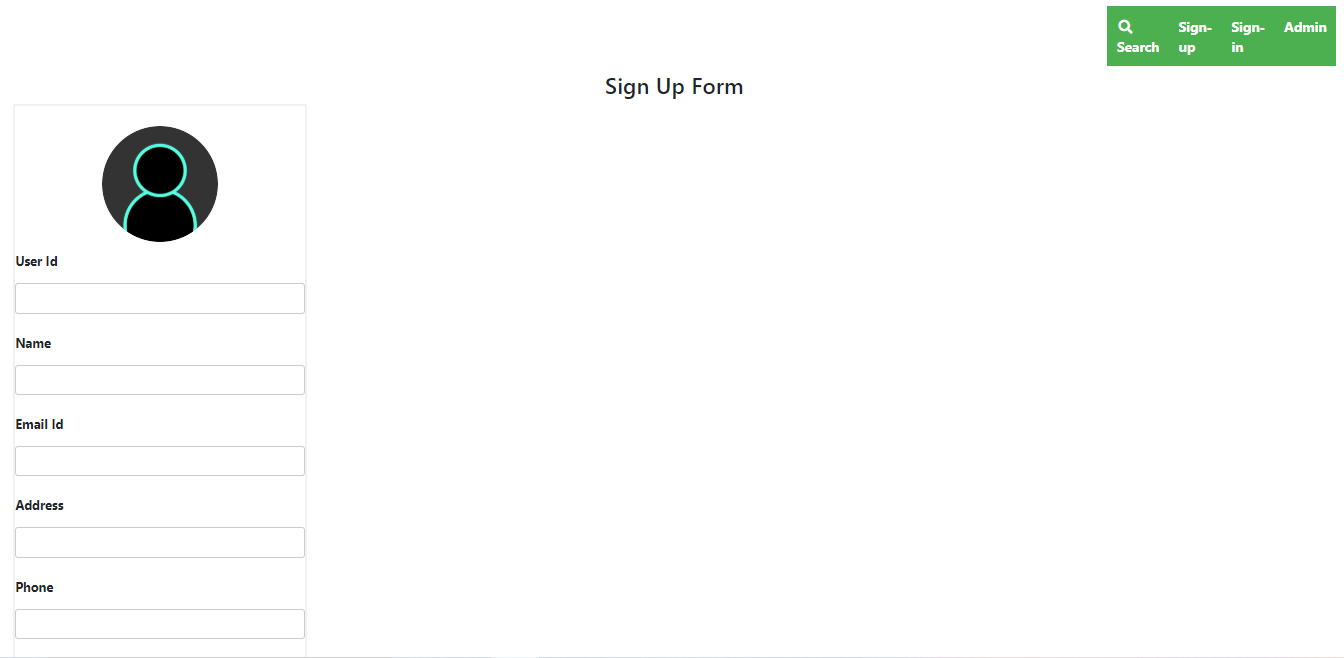 Search
Sign-up
Sign-in
Admin
Sign Up Form
User Id
Name
Email Id
Address
Phone